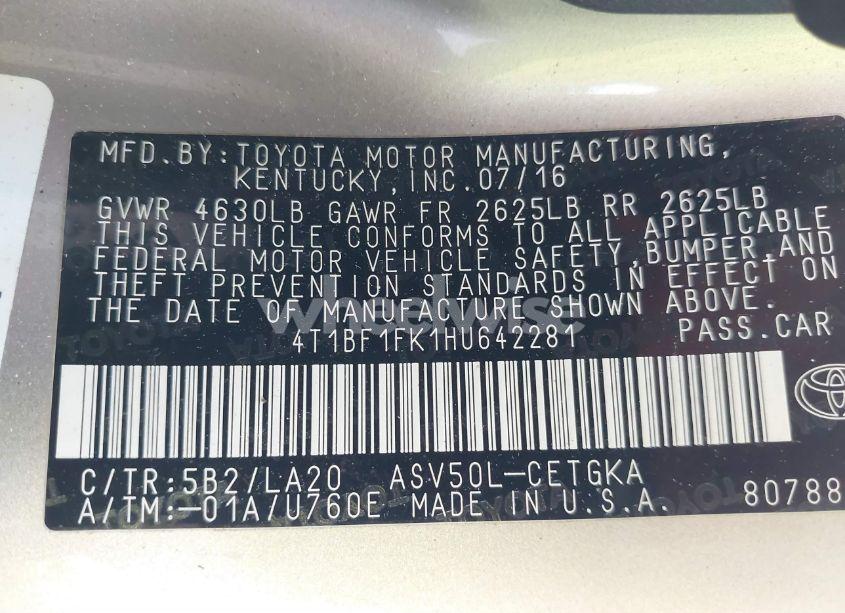 MFD.BY:TOYOTA MOTOR MANUFACTURING,
KENTUCKY, INC.07/16
GVWR 4630LB GAWR FR 2625LB RR 2625LB
THIS VEHICLE CONFORMS TO ALL APPLICABLE
FEDERAL MOTOR VEHICLE SAFETY,BUMPER,AND
THEFT PREVENTION STANDARDS IN EFFECT ON
THE DATE OF MANUFACTURE SHOWN ABOVE.
wheelwise
4T1BF1FK1HU642281 PASS.CAR
C/TR:5B2/LA20 ASV50L-CETGKA
A/TM:-01A/U760E MADE IN U.S.A. 80788